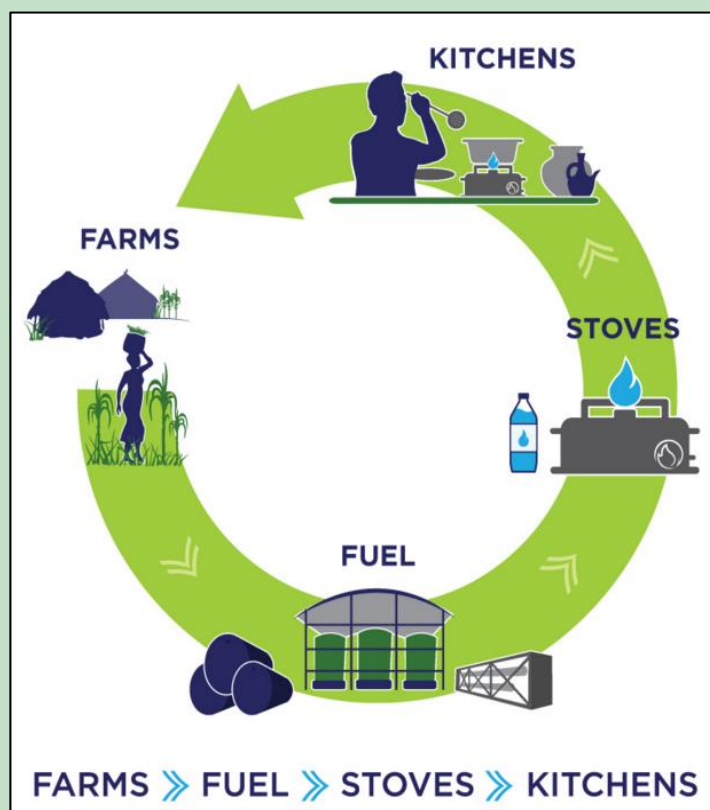 KITCHENS
FARMS
STOVES
FUEL
FARMS >> FUEL >> STOVES >> KITCHENS